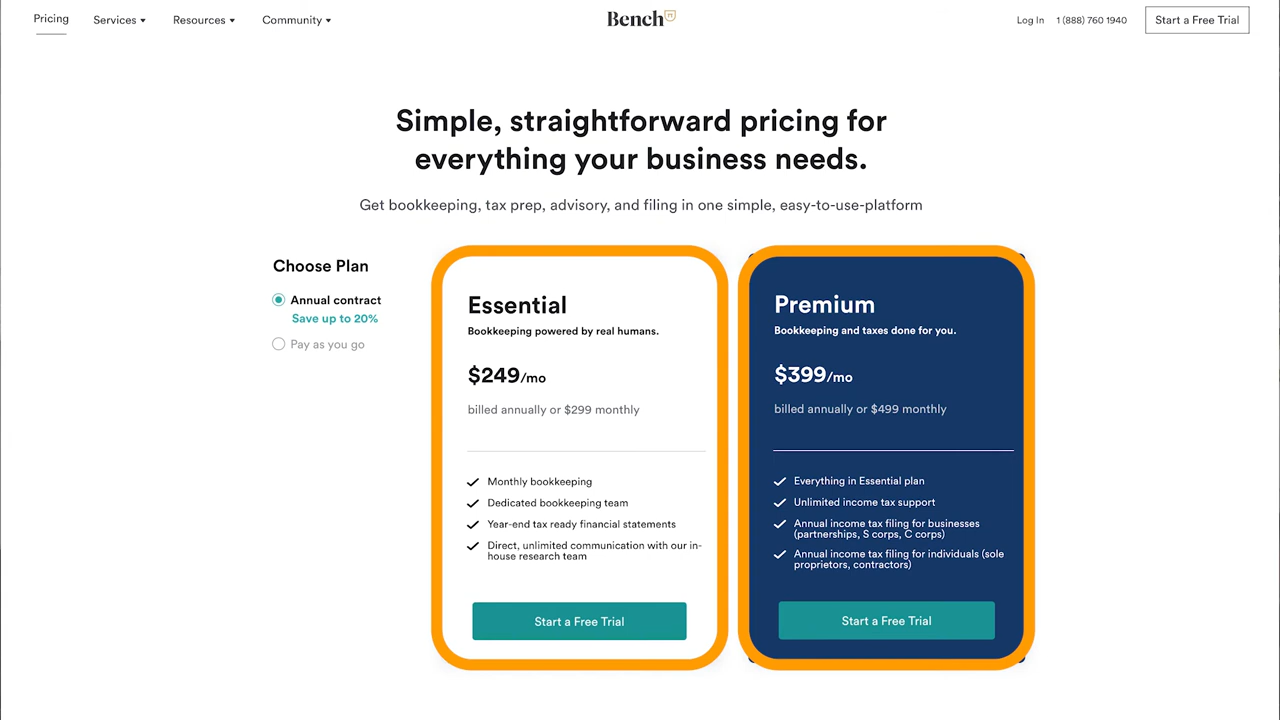 Pricing
Services
Resources
Community
Bench
Log In
1 (888) 760 1940
Start a Free Trial
Simple, straightforward pricing for
everything your business needs.
Get bookkeeping, tax prep, advisory, and filing in one simple, easy-to-use-platform
Choose Plan
Annual contract
Save up to 20%
Pay as you go
Essential
Bookkeeping powered by real humans.
$249/mo
billed annually or $299 monthly
Monthly bookkeeping
Dedicated bookkeeping team
Year-end tax ready financial statements
Direct, unlimited communication with our in-
house research team
Start a Free Trial
Premium
Bookkeeping and taxes done for you.
$399/mo
billed annually or $499 monthly
Everything in Essential plan
Unlimited income tax support
Annual income tax filing for businesses
(partnerships, S corps, C corps)
Annual income tax filing for individuals (sole
proprietors, contractors)
Start a Free Trial